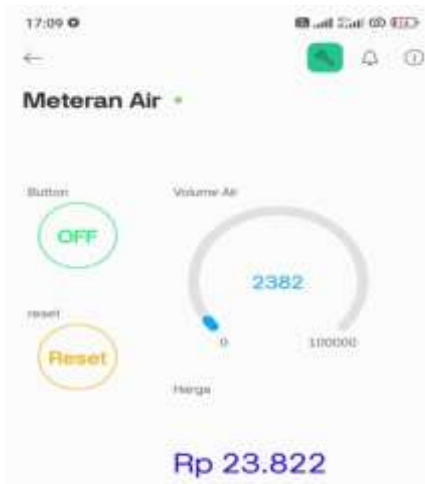 17:09
Meteran Air
Button
Volume Air
OFF
2382
reset
0
100000
Reset
Harga
Rp 23.822